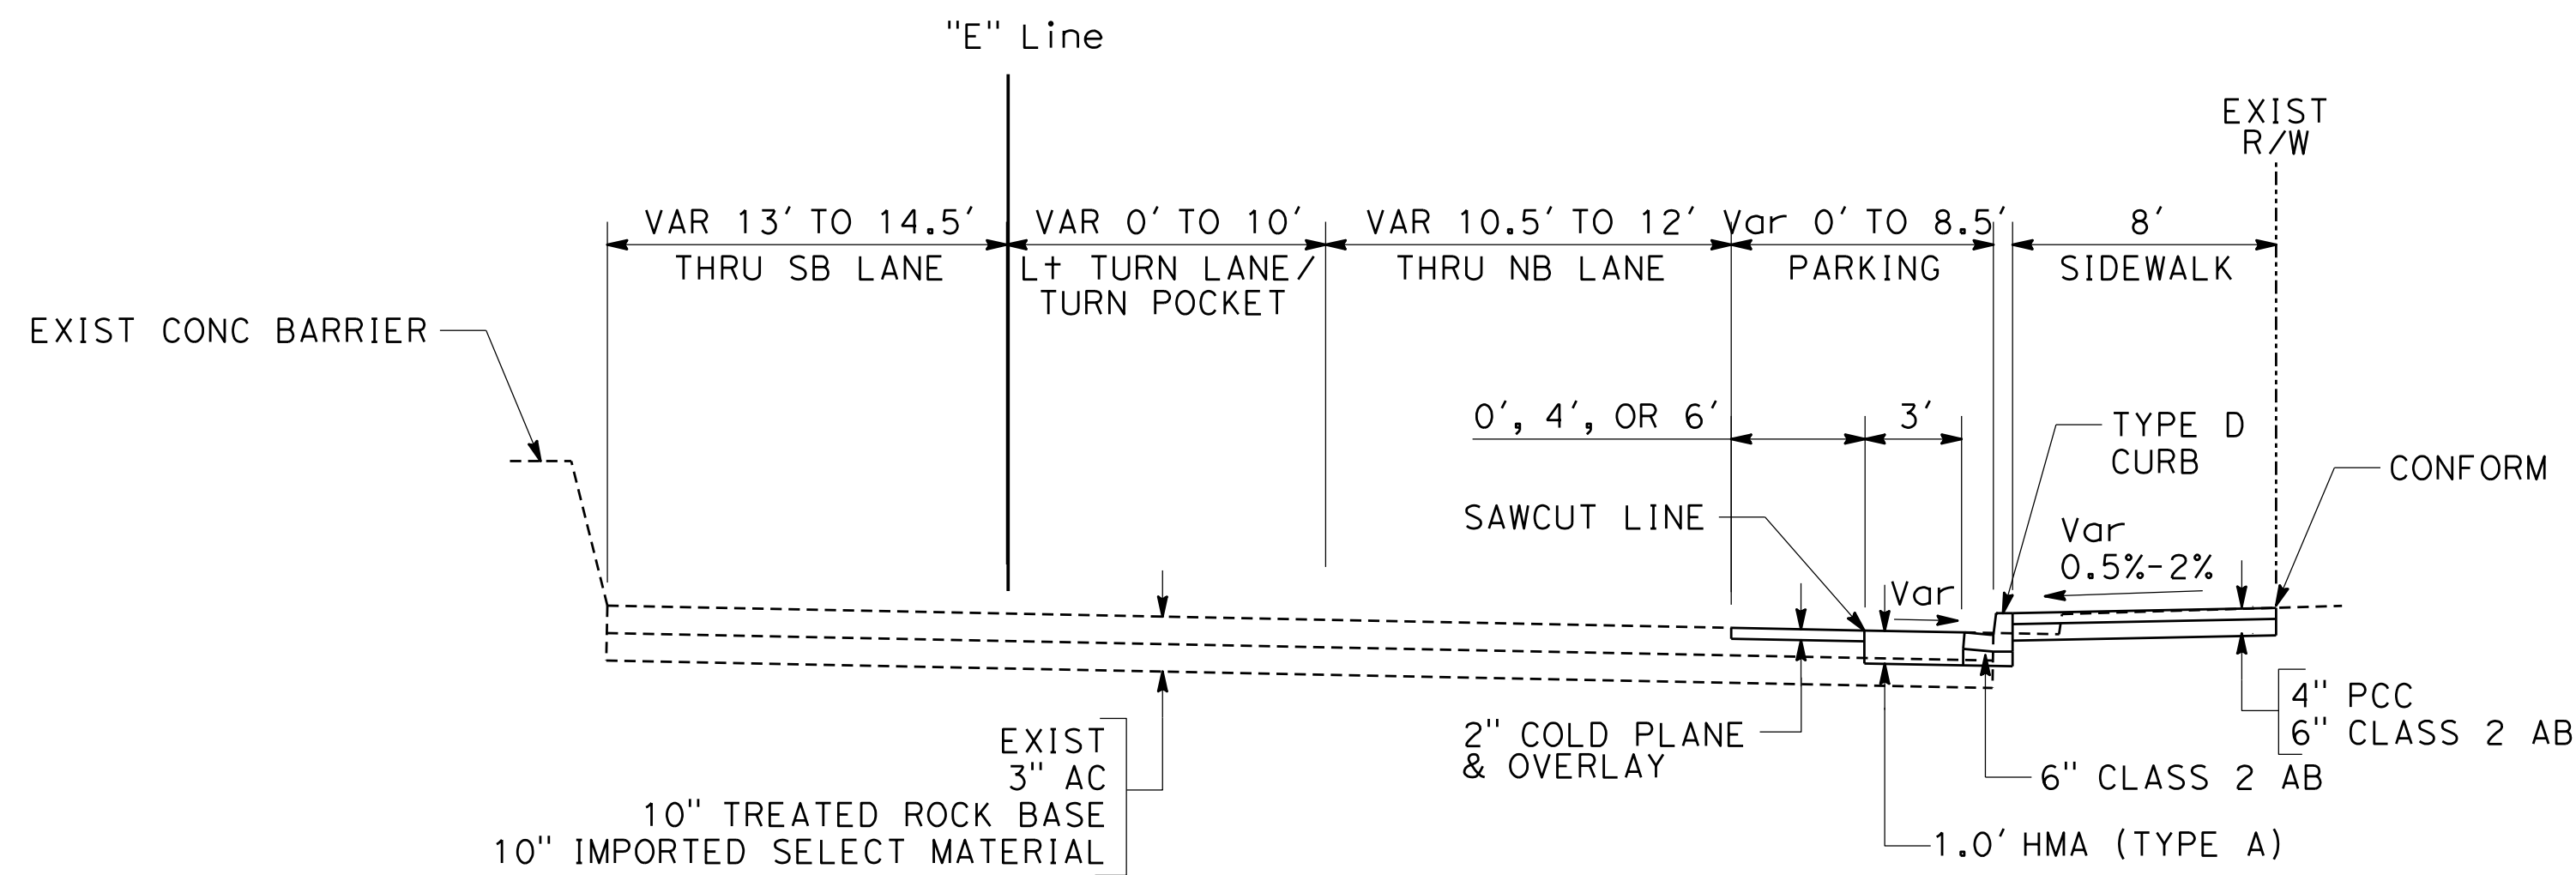 "E" Line
EXIST
R/W
VAR 13' TO 14.5'
THRU SB LANE
VAR 0' TO 10'
Lt TURN LANE/
TURN POCKET
VAR 10.5' TO 12'
THRU NB LANE
Var 0' TO 8.5'
PARKING
8'
SIDEWALK
EXIST CONC BARRIER
0', 4', OR 6'
3'
TYPE D
CURB
CONFORM
SAWCUT LINE
Var
0.5%-2%
Var
EXIST
3" AC
10" TREATED ROCK BASE
10" IMPORTED SELECT MATERIAL
2" COLD PLANE
& OVERLAY
4" PCC
6" CLASS 2 AB
6" CLASS 2 AB
1.0' HMA (TYPE A)